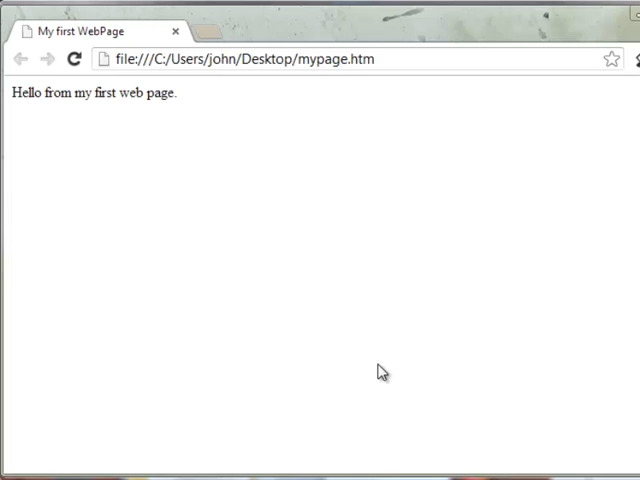 My first WebPage
file:///C:/Users/john/Desktop/mypage.htm
Hello from my first web page.